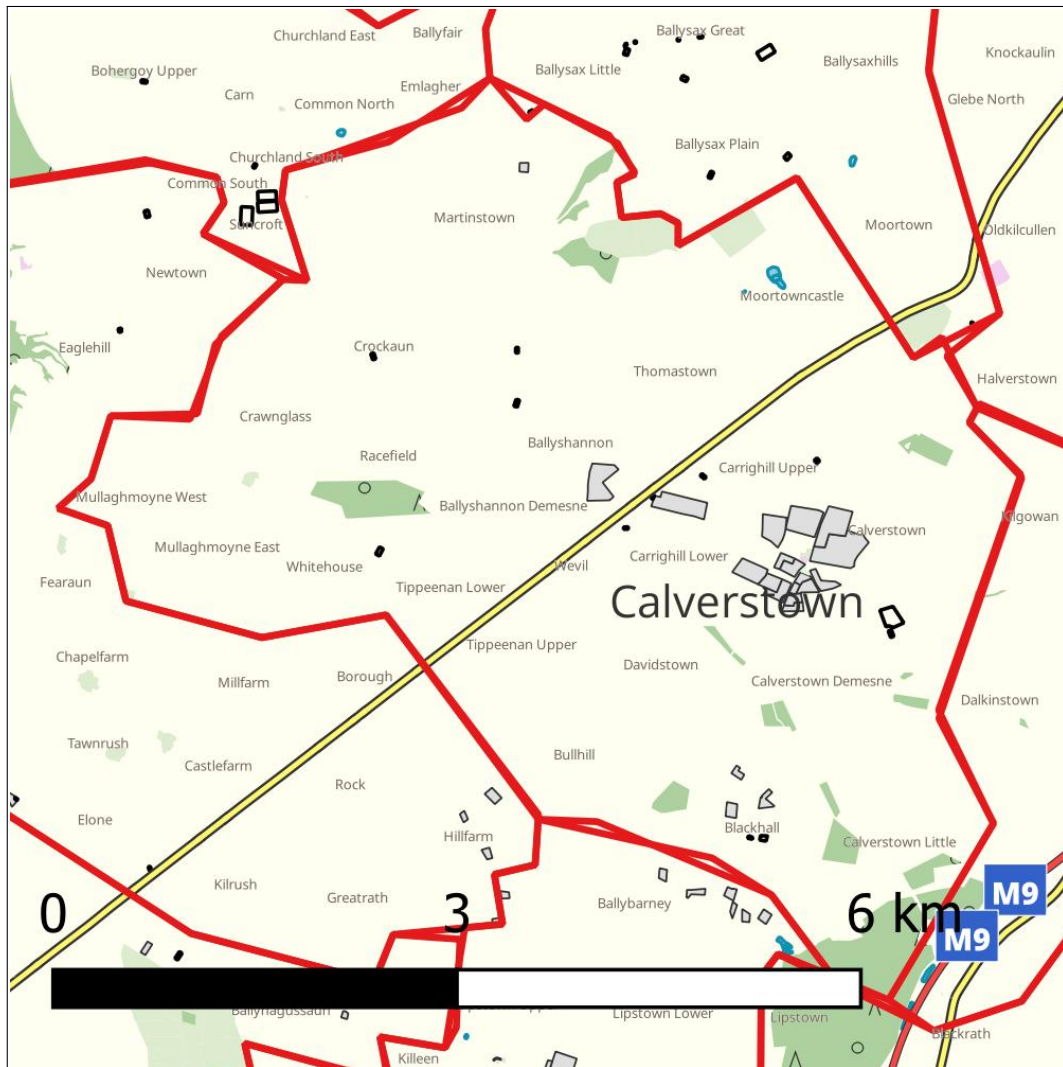 Churchland East
Ballyfair
Ballysax Great
Knockaulin
Bohergoy Upper
Ballysax Little
Ballysaxhills
Carn
Emlagher
Common North
Glebe North
Ballysax Plain
Churchland South
Common South
Martinstown
Suncroft
Moortown
Oldkilcullen
Newtown
Moortowncastle
Eaglehill
Crockaun
Thomastown
Halverstown
Crawnglass
Ballyshannon
Racefield
Carrighill Upper
Mullaghmoyne West
Ballyshannon Demesne
Calverstown
Kilgowan
Mullaghmoyne East
Carrighill Lower
Whitehouse
Wevil
Fearaun
Tippeenan Lower
Calverstown
Tippeenan Upper
Chapelfarm
Davidstown
Borough
Millfarm
Calverstown Demesne
Dalkinstown
Tawnrush
Castlefarm
Bullhill
Rock
Elone
Hillfarm
Blackhall
Calverstown Little
Kilrush
Greatrath
Ballybarney
M9
0 3 6 km
M9
Lipstown Lower
Lipstown
Blackrath
Killeen